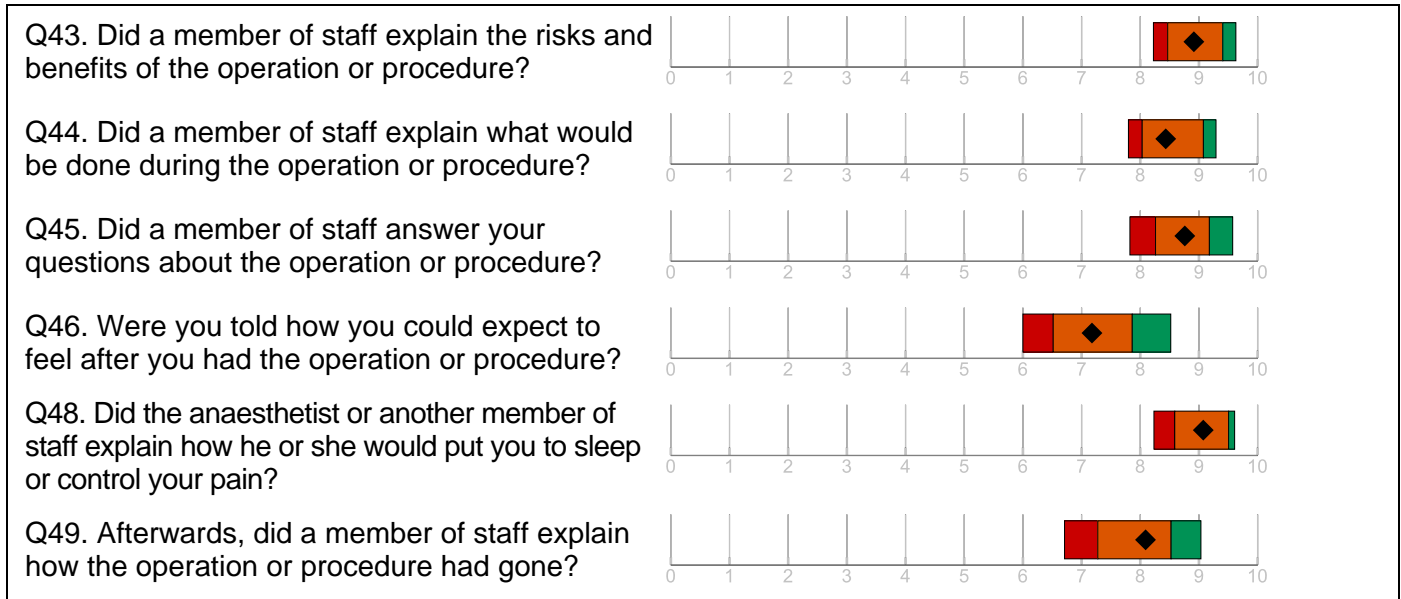 Q43. Did a member of staff explain the risks and
benefits of the operation or procedure?
0 1 2 3 4 5 6 7 8 9 10
Q44. Did a member of staff explain what would
be done during the operation or procedure?
0 1 2 3 4 5 6 7 8 9 10
Q45. Did a member of staff answer your
questions about the operation or procedure?
0 1 2 3 4 5 6 7 8 9 10
Q46. Were you told how you could expect to
feel after you had the operation or procedure?
0 1 2 3 4 5 6 7 8 9 10
Q48. Did the anaesthetist or another member of
staff explain how he or she would put you to sleep
or control your pain?
0 1 2 3 4 5 6 7 8 9 10
Q49. Afterwards, did a member of staff explain
how the operation or procedure had gone?
0 1 2 3 4 5 6 7 8 9 10